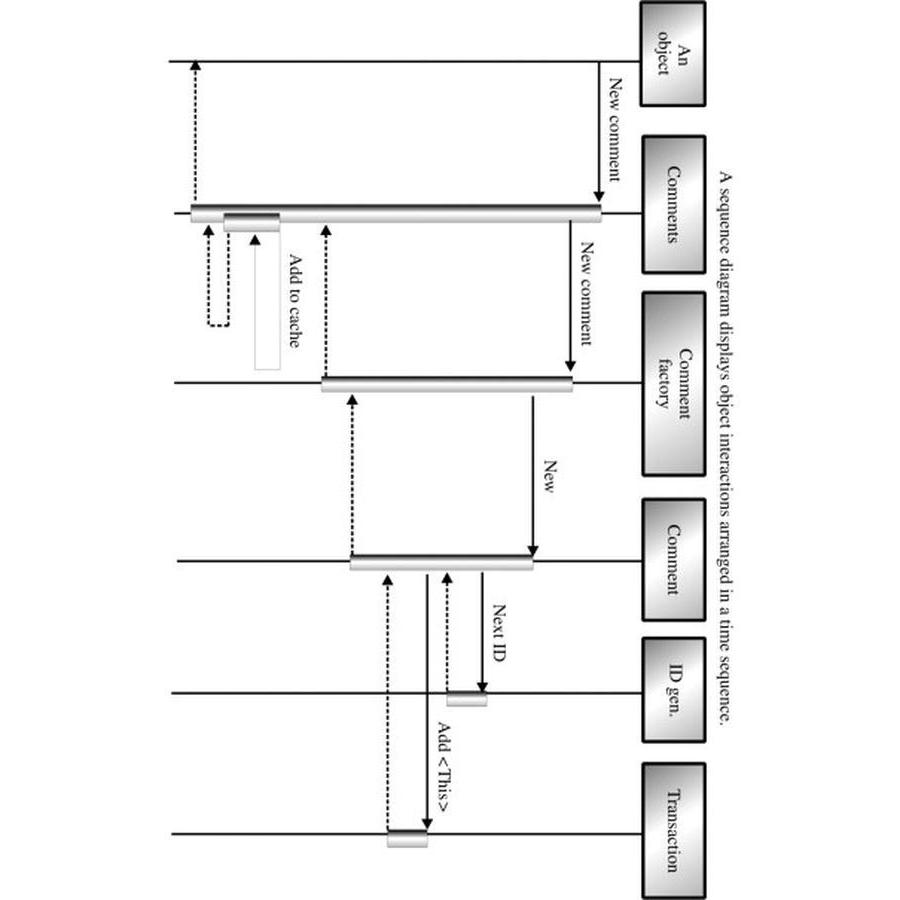 A sequence diagram displays object interactions arranged in a time sequence.
An
object
Comments
Comment
factory
Comment
ID gen.
Transaction
New comment
New comment
New
Next ID
Add <This>
Add to cache